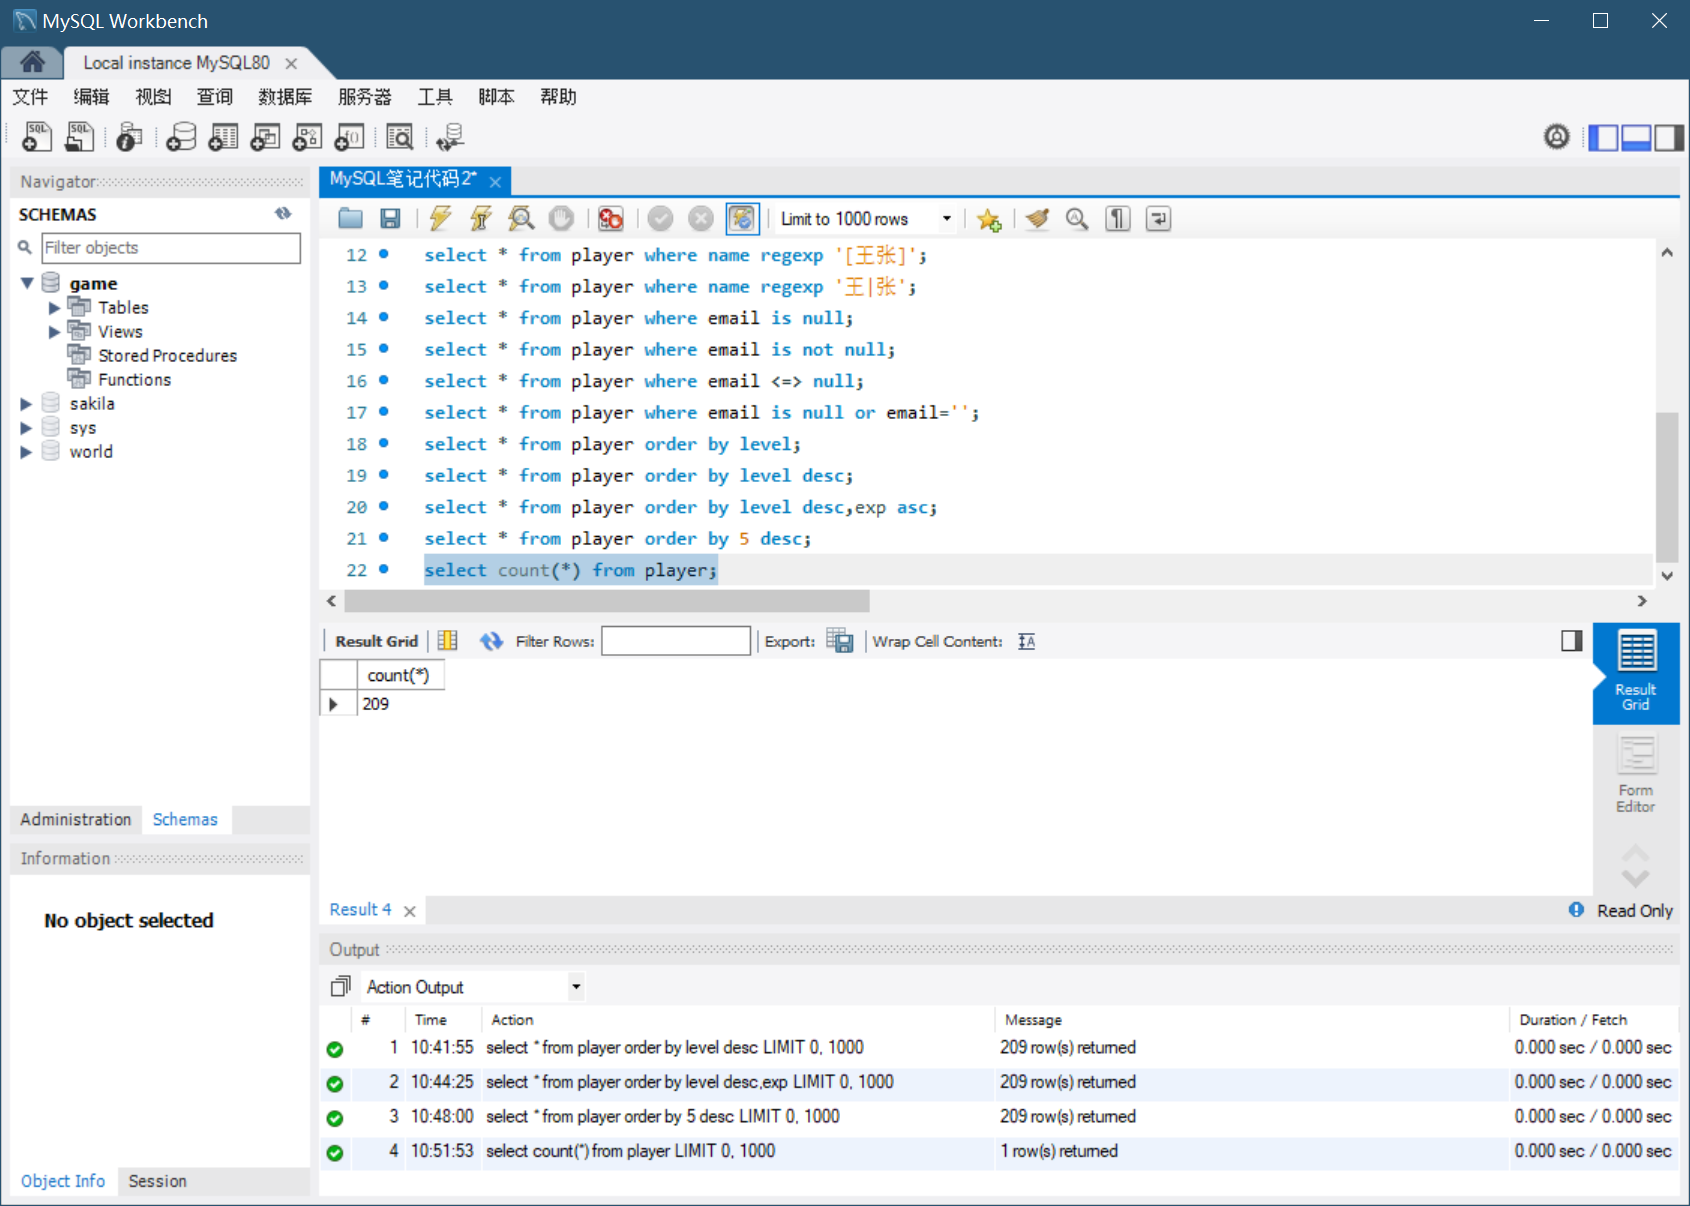 MySQL Workbench
Local instance MySQL80
文件 编辑 视图 查询 数据库 服务器 工具 脚本 帮助
Navigator
SCHEMAS
Filter objects
game
Tables
Views
Stored Procedures
Functions
sakila
sys
world
Administration Schemas
Information
No object selected
Object Info Session
MySQL笔记代码2*
Limit to 1000 rows
12 select * from player where name regexp '[王张]';
13 select * from player where name regexp '王|张';
14 select * from player where email is null;
15 select * from player where email is not null;
16 select * from player where email <=> null;
17 select * from player where email is null or email='';
18 select * from player order by level;
19 select * from player order by level desc;
20 select * from player order by level desc,exp asc;
21 select * from player order by 5 desc;
22 select count(*) from player;
Result Grid Filter Rows: Export: Wrap Cell Content:
count(*)
209
Result Grid
Form Editor
Result 4
Read Only
Output
Action Output
# Time Action Message Duration / Fetch
1 10:41:55 select * from player order by level desc LIMIT 0, 1000 209 row(s) returned 0.000 sec / 0.000 sec
2 10:44:25 select * from player order by level desc,exp LIMIT 0, 1000 209 row(s) returned 0.000 sec / 0.000 sec
3 10:48:00 select * from player order by 5 desc LIMIT 0, 1000 209 row(s) returned 0.000 sec / 0.000 sec
4 10:51:53 select count(*) from player LIMIT 0, 1000 1 row(s) returned 0.000 sec / 0.000 sec